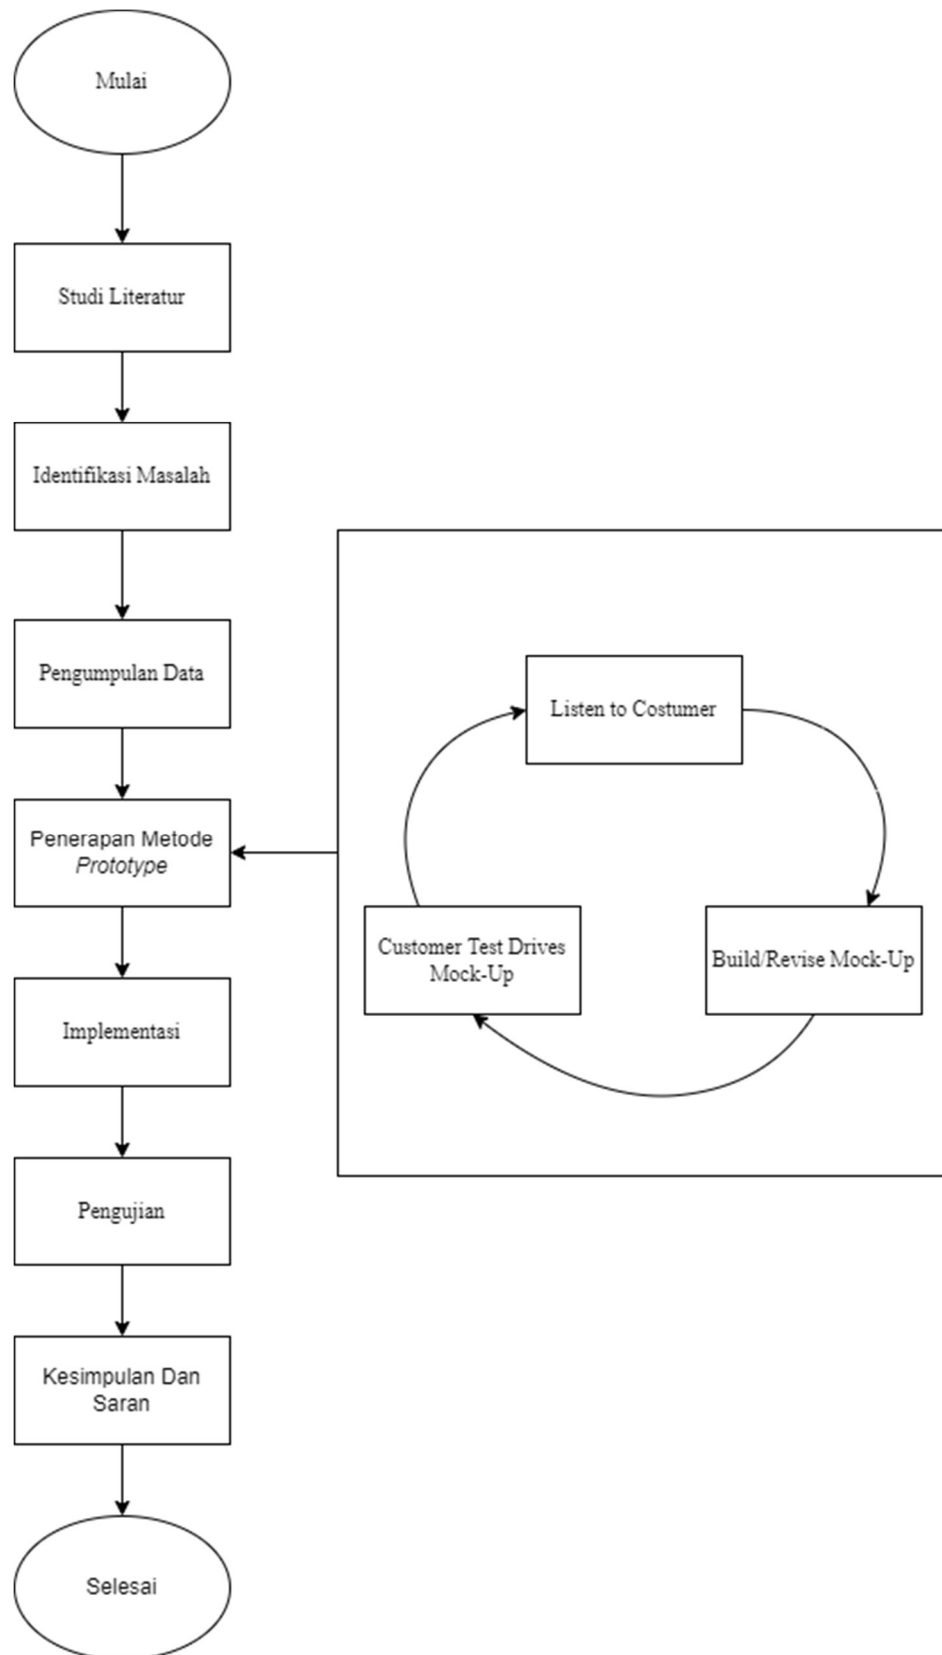 Mulai
Studi Literatur
Identifikasi Masalah
Pengumpulan Data
Penerapan Metode
Prototype
Implementasi
Pengujian
Kesimpulan Dan
Saran
Selesai
Listen to Costumer
Build/Revise Mock-Up
Customer Test Drives
Mock-Up